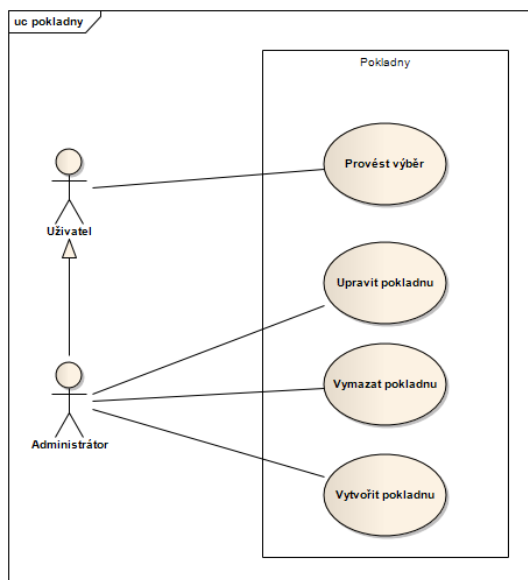 uc pokladny
Pokladny
Provést výběr
Uživatel
Upravit pokladnu
Vymazat pokladnu
Administrátor
Vytvořit pokladnu